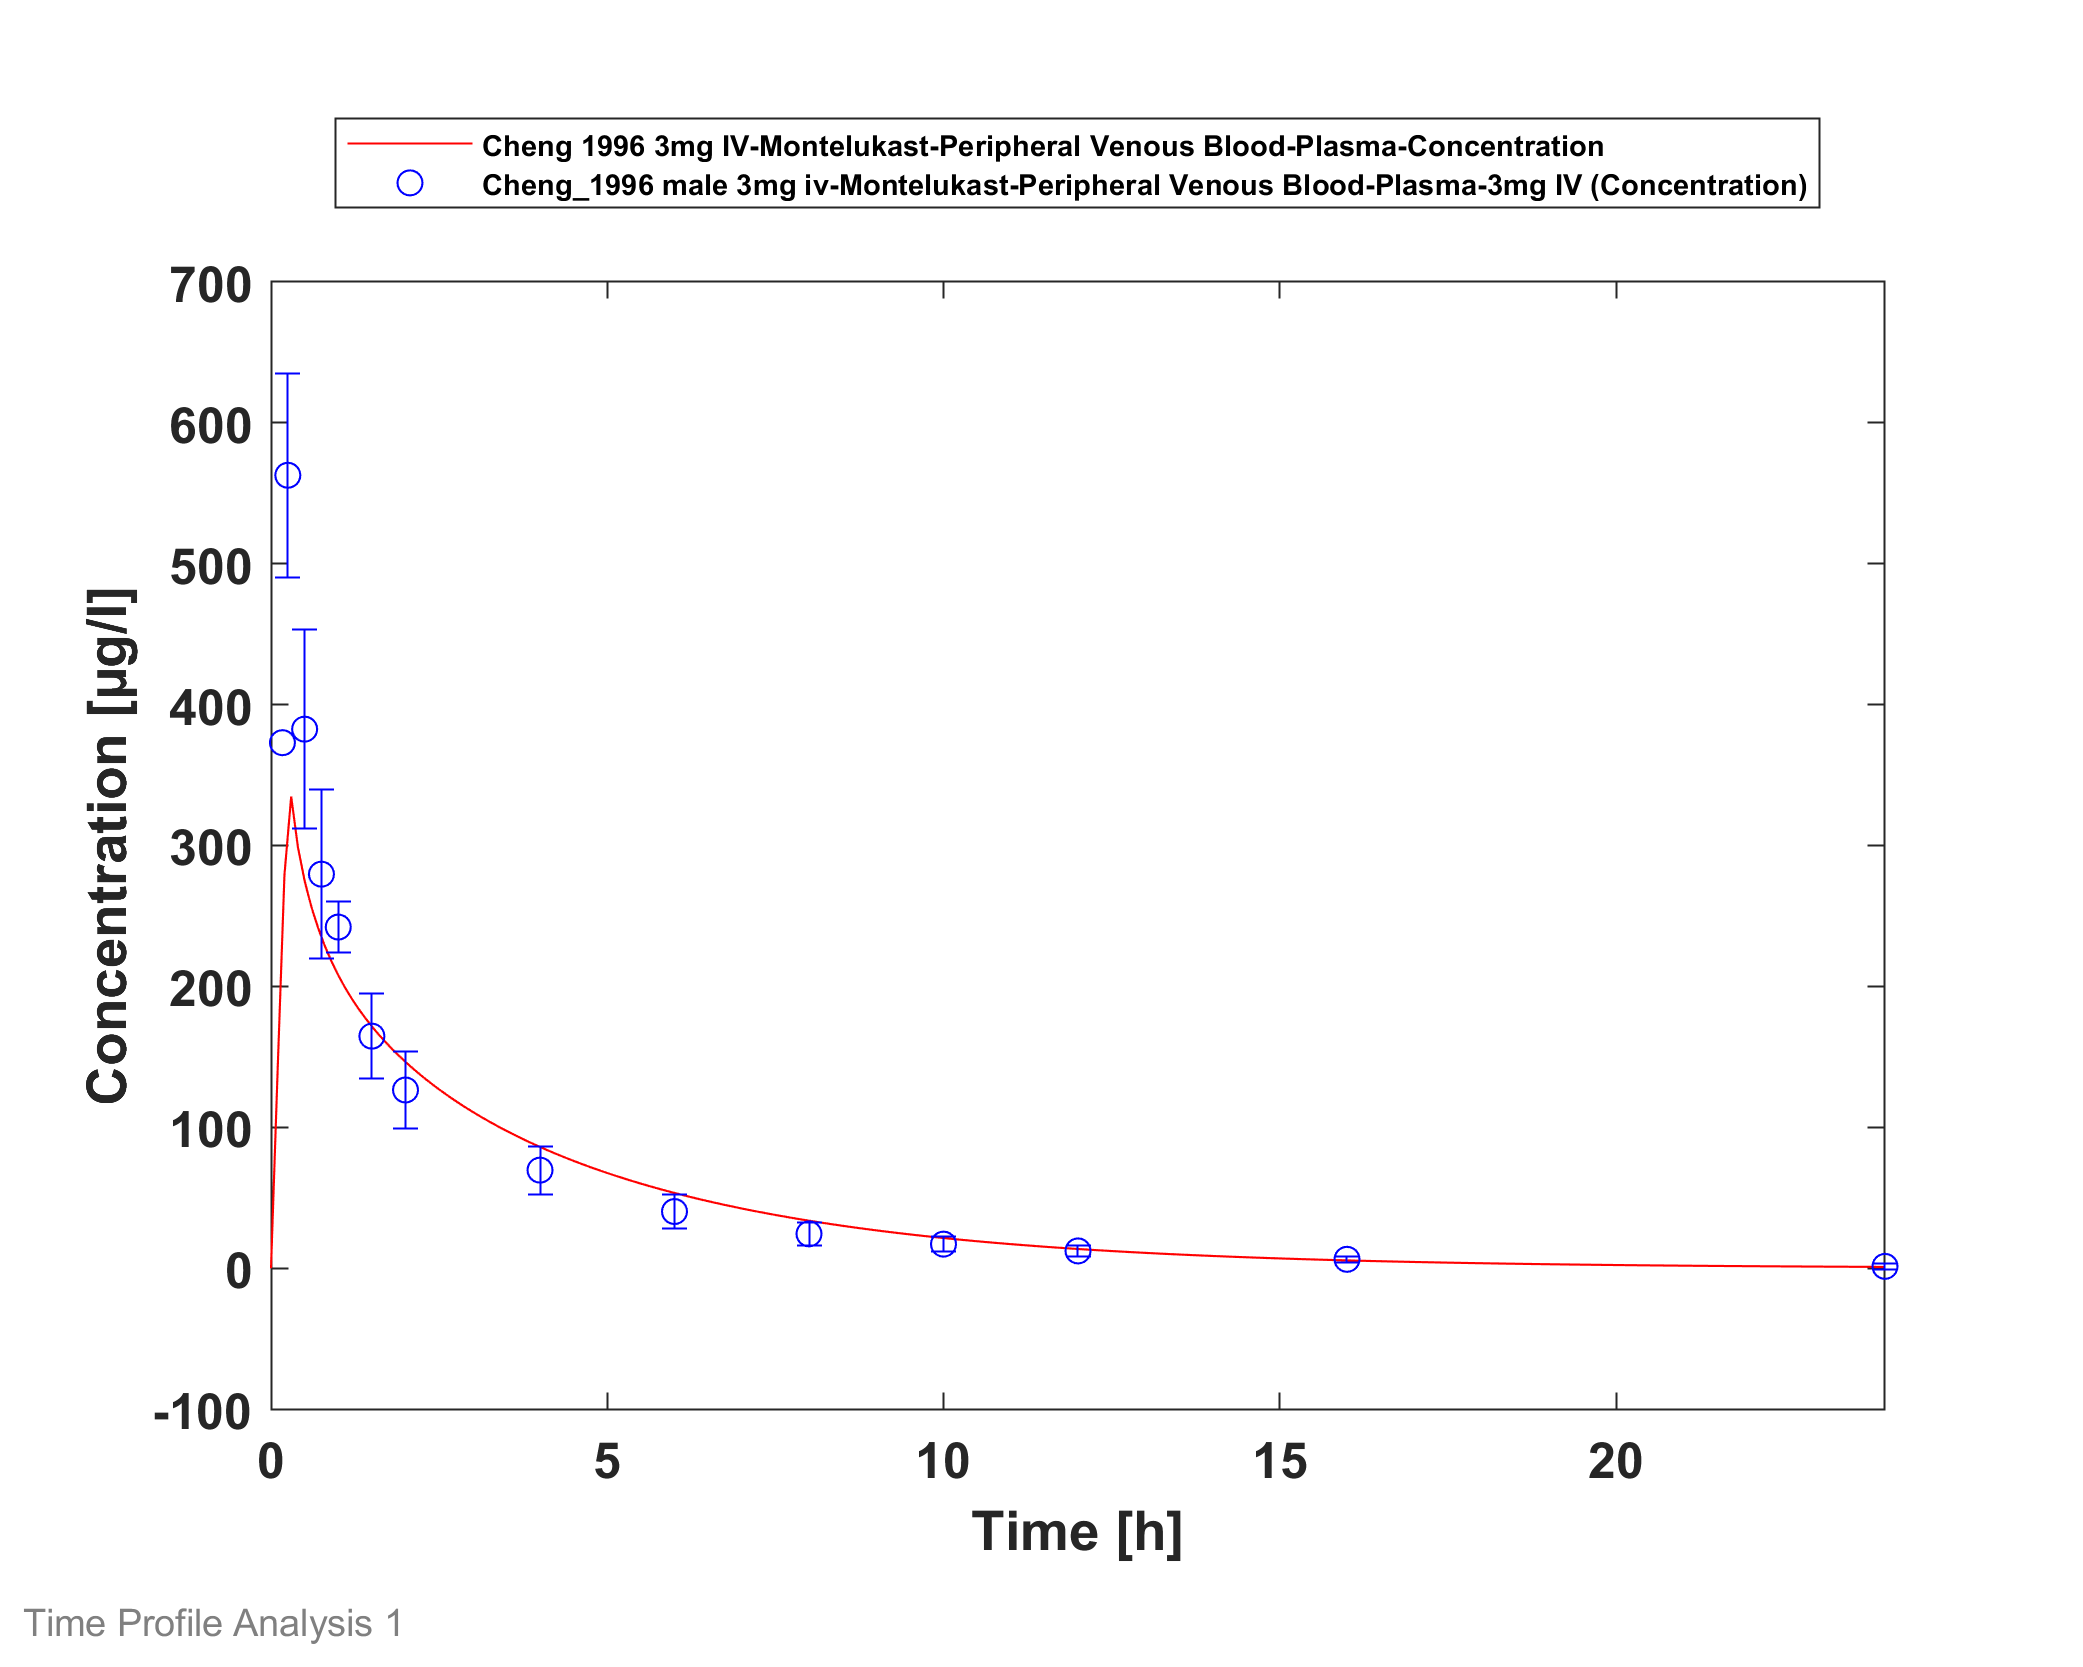 Cheng 1996 3mg IV-Montelukast-Peripheral Venous Blood-Plasma-Concentration
Cheng_1996 male 3mg iv-Montelukast-Peripheral Venous Blood-Plasma-3mg IV (Concentration)
700
600
500
400
300
200
100
0
-100
Concentration [µg/l]
0 5 10 15 20
Time [h]
Time Profile Analysis 1